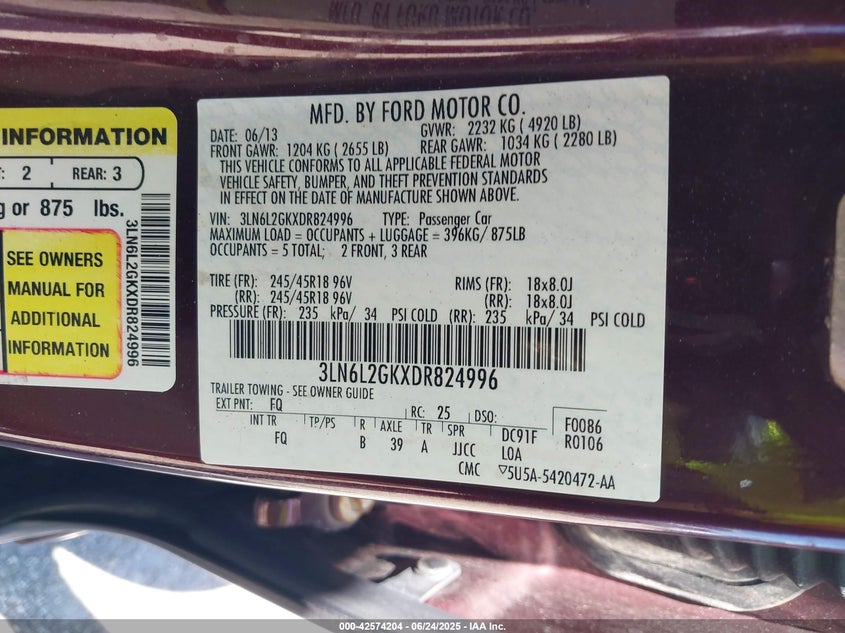 MFD. BY FORD MOTOR CO.
DATE: 06/13 GVWR: 2232 KG ( 4920 LB)
FRONT GAWR: 1204 KG ( 2655 LB) REAR GAWR: 1034 KG ( 2280 LB)
THIS VEHICLE CONFORMS TO ALL APPLICABLE FEDERAL MOTOR
VEHICLE SAFETY, BUMPER, AND THEFT PREVENTION STANDARDS
IN EFFECT ON THE DATE OF MANUFACTURE SHOWN ABOVE.
VIN: 3LN6L2GKXDR824996 TYPE: Passenger Car
MAXIMUM LOAD = OCCUPANTS + LUGGAGE = 396KG/ 875LB
OCCUPANTS = 5 TOTAL; 2 FRONT, 3 REAR
TIRE (FR): 245/45R18 96V RIMS (FR): 18x8.0J
(RR): 245/45R18 96V (RR): 18x8.0J
PRESSURE (FR): 235 kPa/ 34 PSI COLD (RR): 235 kPa/ 34 PSI COLD
3LN6L2GKXDR824996
TRAILER TOWING - SEE OWNER GUIDE
EXT PNT: FQ RC: 25 DSO: F0086
INT TR TP/PS R AXLE TR SPR DC91F R0106
FQ B 39 A JJCC LOA
CMC ▽5U5A-5420472-AA
INFORMATION
2 REAR: 3
g or 875 lbs.
SEE OWNERS
MANUAL FOR
ADDITIONAL
INFORMATION
3LN6L2GKXDR824996
000-42574204 - 06/24/2025 - IAA Inc.